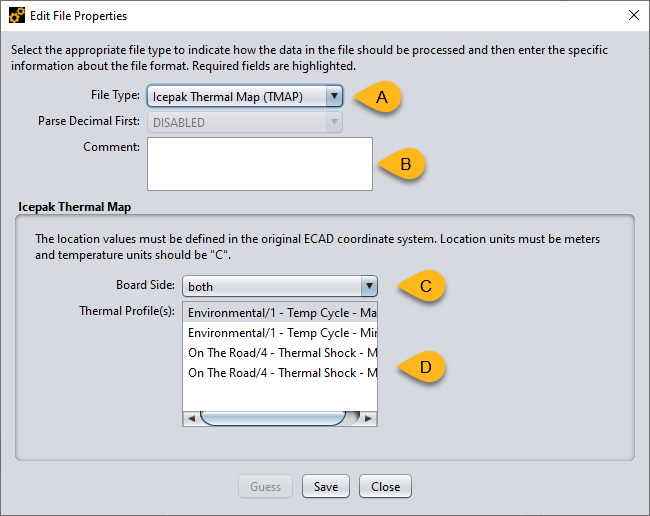 Edit File Properties
Select the appropriate file type to indicate how the data in the file should be processed and then enter the specific
information about the file format. Required fields are highlighted.
File Type: Icepak Thermal Map (TMAP) A
Parse Decimal First: DISABLED
Comment: B
Icepak Thermal Map
The location values must be defined in the original ECAD coordinate system. Location units must be meters
and temperature units should be "C".
Board Side: both C
Thermal Profile(s): Environmental/1 - Temp Cycle - Ma
Environmental/1 - Temp Cycle - Min
On The Road/4 - Thermal Shock - M
On The Road/4 - Thermal Shock - M
D
Guess Save Close